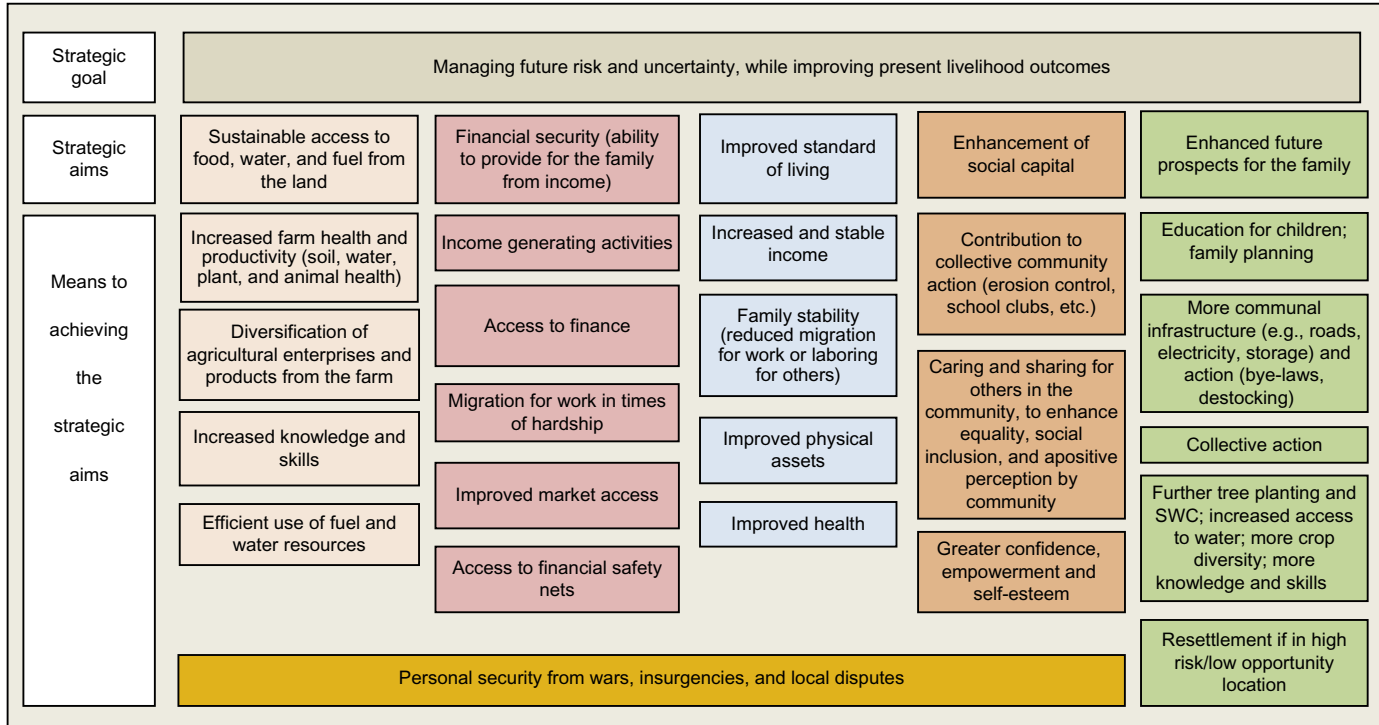 Strategic
goal
Managing future risk and uncertainty, while improving present livelihood outcomes
Strategic
aims
Sustainable access to
food, water, and fuel from
the land
Financial security (ability
to provide for the family
from income)
Improved standard
of living
Enhancement of
social capital
Enhanced future
prospects for the family
Means to
achieving
the
strategic
aims
Increased farm health and
productivity (soil, water,
plant, and animal health)
Diversification of
agricultural enterprises and
products from the farm
Increased knowledge and
skills
Efficient use of fuel and
water resources
Income generating activities
Access to finance
Migration for work in times
of hardship
Improved market access
Access to financial safety
nets
Increased and stable
income
Family stability
(reduced migration
for work or laboring
for others)
Improved physical
assets
Improved health
Contribution to
collective community
action (erosion control,
school clubs, etc.)
Caring and sharing for
others in the
community, to enhance
equality, social
inclusion, and apositive
perception by
community
Greater confidence,
empowerment and
self-esteem
Education for children;
family planning
More communal
infrastructure (e.g., roads,
electricity, storage) and
action (bye-laws,
destocking)
Collective action
Further tree planting and
SWC; increased access
to water; more crop
diversity; more
knowledge and skills
Resettlement if in high
risk/low opportunity
location
Personal security from wars, insurgencies, and local disputes